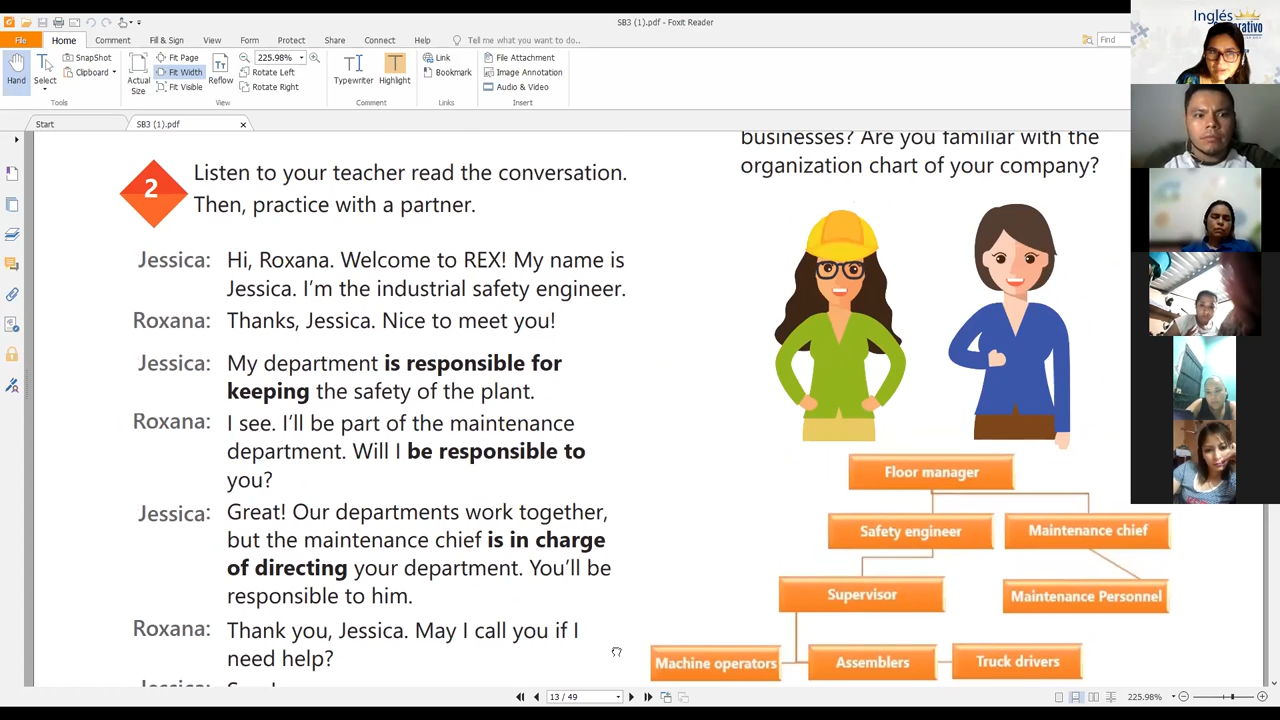 SB3 (1).pdf - Foxit Reader
File Home Comment Fill & Sign View Form Protect Share Connect Help Tell me what you want to do.. Find
Hand
Select
SnapShot
Clipboard
Tools
Actual Size
Fit Page
Fit Width
Fit Visible
Reflow
225.98%
Rotate Left
Rotate Right
View
Typewriter
Highlight
Comment
Link
Bookmark
Links
File Attachment
Image Annotation
Audio & Video
Insert
Start
SB3 (1).pdf
Inglés
businesses? Are you familiar with the
organization chart of your company?
2
Listen to your teacher read the conversation.
Then, practice with a partner.
Jessica: Hi, Roxana. Welcome to REX! My name is
Jessica. I'm the industrial safety engineer.
Roxana: Thanks, Jessica. Nice to meet you!
Jessica: My department is responsible for
keeping the safety of the plant.
Roxana: I see. I'll be part of the maintenance
department. Will I be responsible to
you?
Jessica: Great! Our departments work together,
but the maintenance chief is in charge
of directing your department. You'll be
responsible to him.
Roxana: Thank you, Jessica. May I call you if I
need help?
Floor manager
Safety engineer
Maintenance chief
Supervisor
Maintenance Personnel
Machine operators
Assemblers
Truck drivers
13 / 49
225.98%